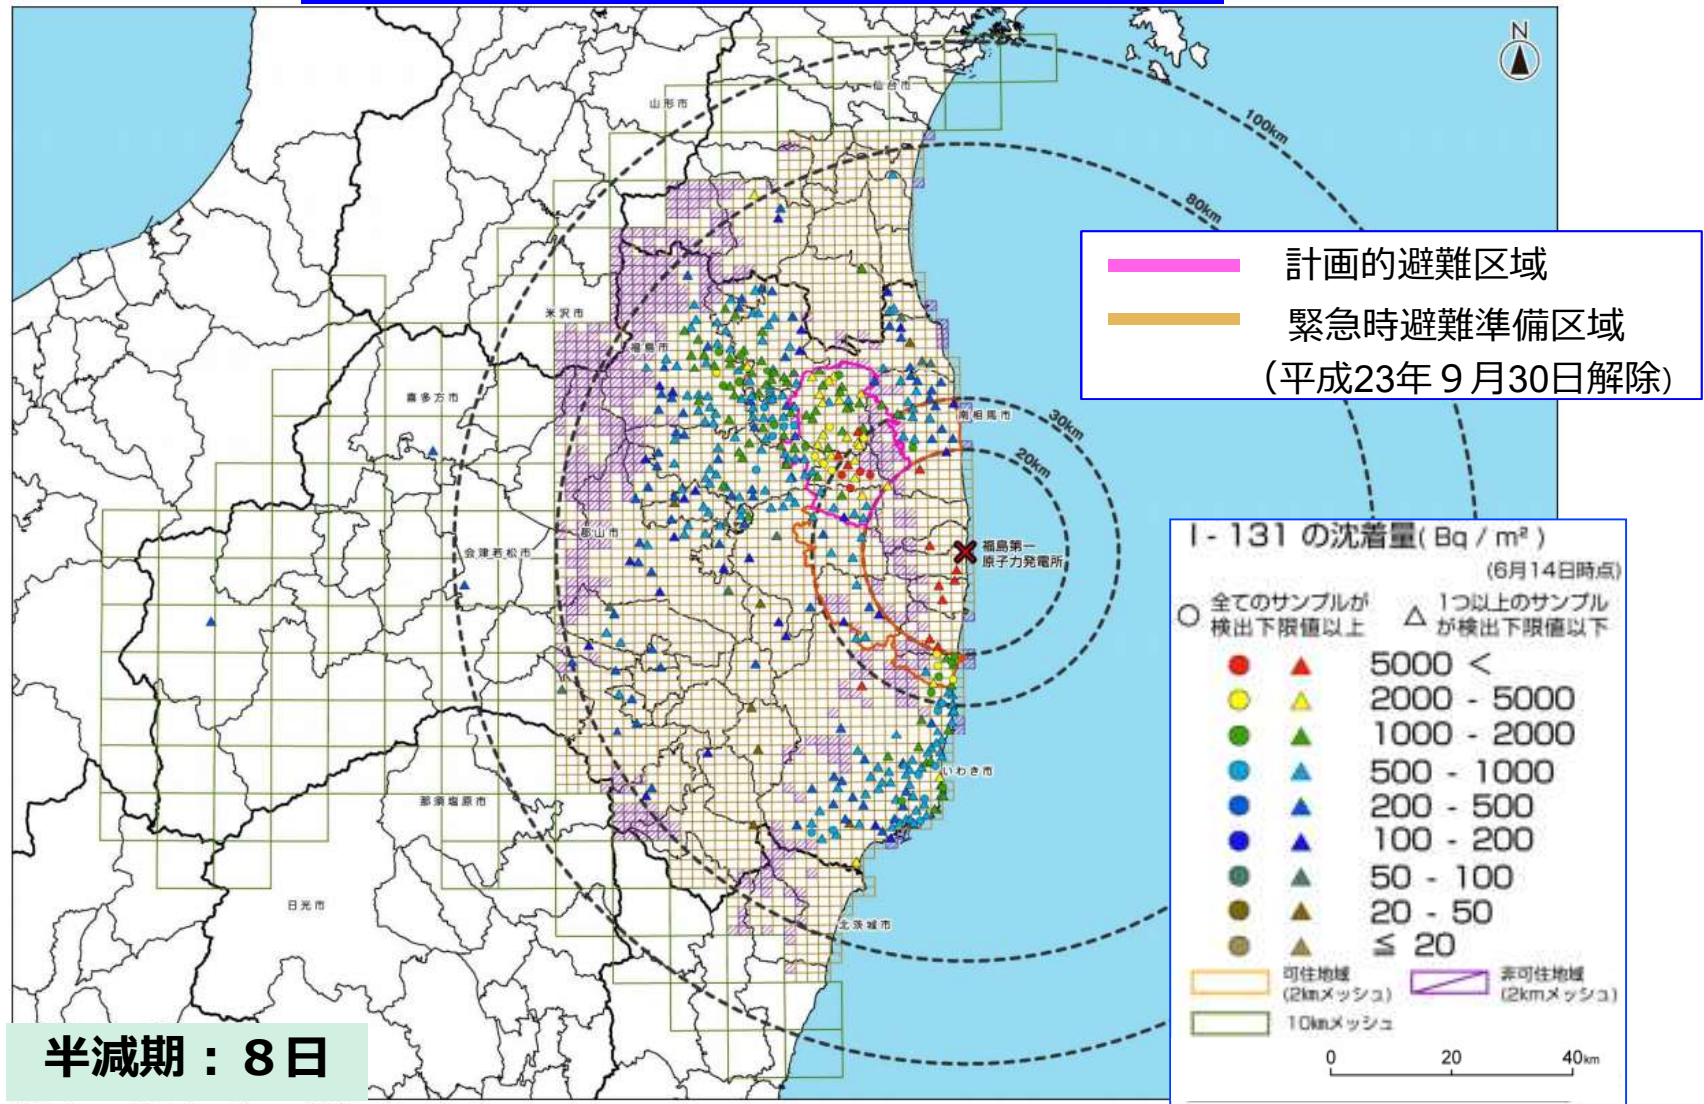 N
仙台市
山形市
100km
80km
計画的避難区域
緊急時避難準備区域
（平成23年９月30日解除）
米沢市
福島市
喜多方市
南相馬市
30km
20km
郡山市
会津若松市
福島第一
原子力発電所
いわき市
那須塩原市
日光市
北茨城市
I - 131 の沈着量( Bq / m² )
(6月14日時点)
○ 全てのサンプルが
検出下限値以上
△ 1つ以上のサンプル
が検出下限値以下
5000 <
2000 - 5000
1000 - 2000
500 - 1000
200 - 500
100 - 200
50 - 100
20 - 50
≦ 20
可住地域
(2kmメッシュ)
非可住地域
(2kmメッシュ)
10kmメッシュ
0 20 40km
半減期：８日